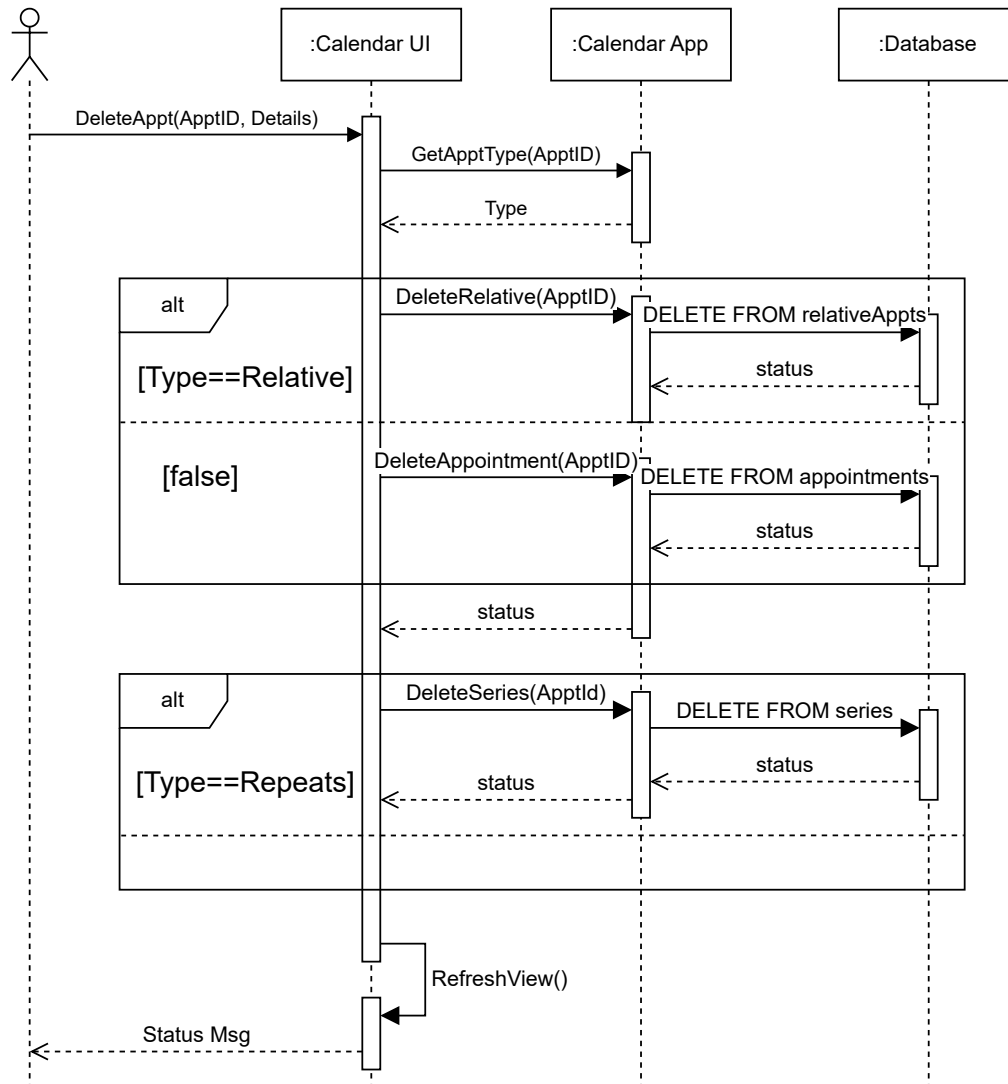 :Calendar UI
:Calendar App
:Database
DeleteAppt(ApptID, Details)
GetApptType(ApptID)
Type
alt
DeleteRelative(ApptID)
DELETE FROM relativeAppts
[Type==Relative]
status
[false]
DeleteAppointment(ApptID)
DELETE FROM appointments
status
status
alt
DeleteSeries(ApptId)
DELETE FROM series
[Type==Repeats]
status
status
RefreshView()
Status Msg